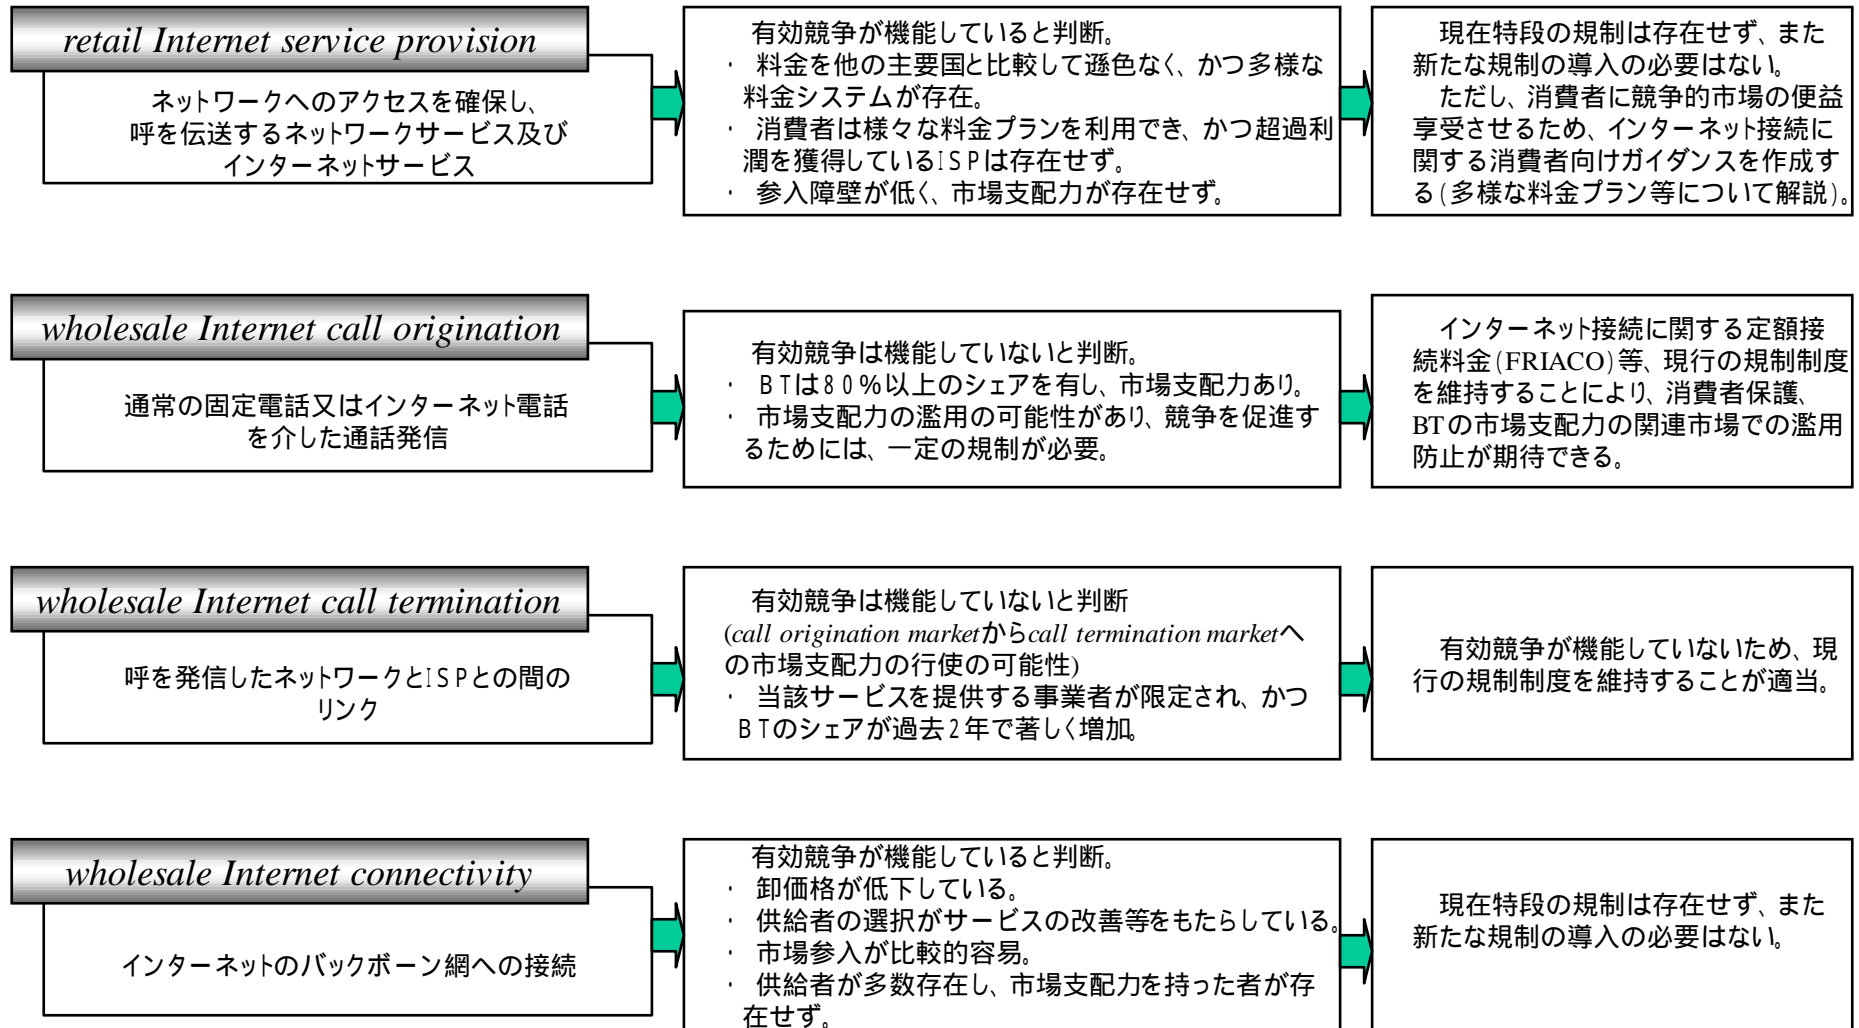 retail Internet service provision
ネットワークへのアクセスを確保し、
呼を伝送するネットワークサービス及び
インターネットサービス
有効競争が機能していると判断。
・ 料金を他の主要国と比較して遜色なく、かつ多様な
料金システムが存在。
・ 消費者は様々な料金プランを利用でき、かつ超過利
潤を獲得しているISPは存在せず。
・ 参入障壁が低く、市場支配力が存在せず。
現在特段の規制は存在せず、また
新たな規制の導入の必要はない。
ただし、消費者に競争的市場の便益
享受させるため、インターネット接続に
関する消費者向けガイダンスを作成す
る(多様な料金プラン等について解説)。
wholesale Internet call origination
通常の固定電話又はインターネット電話
を介した通話発信
有効競争は機能していないと判断。
・ BTは80%以上のシェアを有し、市場支配力あり。
・ 市場支配力の濫用の可能性があり、競争を促進す
るためには、一定の規制が必要。
インターネット接続に関する定額接
続料金(FRIACO)等、現行の規制制度
を維持することにより、消費者保護、
BTの市場支配力の関連市場での濫用
防止が期待できる。
wholesale Internet call termination
呼を発信したネットワークとISPとの間の
リンク
有効競争は機能していないと判断
(call origination marketからcall termination marketへ
の市場支配力の行使の可能性)
・ 当該サービスを提供する事業者が限定され、かつ
BTのシェアが過去2年で著しく増加。
有効競争が機能していないため、現
行の規制制度を維持することが適当。
wholesale Internet connectivity
インターネットのバックボーン網への接続
有効競争が機能していると判断。
・ 卸価格が低下している。
・ 供給者の選択がサービスの改善等をもたらしている。
・ 市場参入が比較的容易。
・ 供給者が多数存在し、市場支配力を持った者が存
在せず。
現在特段の規制は存在せず、また
新たな規制の導入の必要はない。